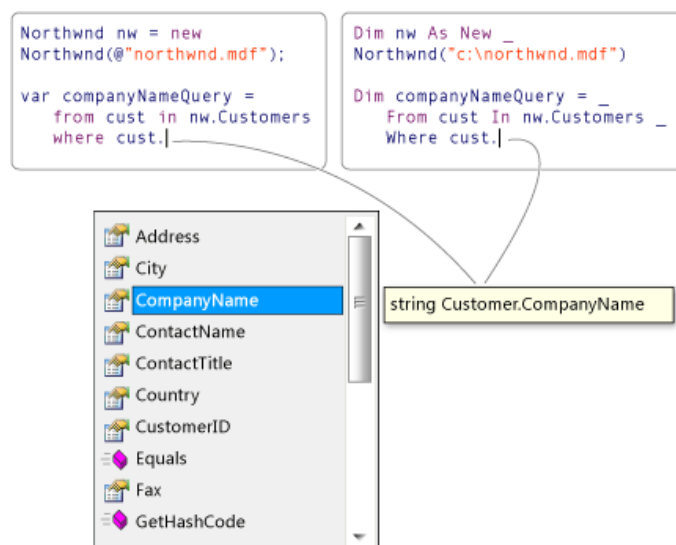 Northwnd nw = new
Northwnd(@"northwnd.mdf");
var companyNameQuery =
from cust in nw.Customers
where cust.
Dim nw As New _
Northwnd("c:\northwnd.mdf")
Dim companyNameQuery = _
From cust In nw.Customers _
Where cust.
Address
City
CompanyName
ContactName
ContactTitle
Country
CustomerID
Equals
Fax
GetHashCode
string Customer.CompanyName